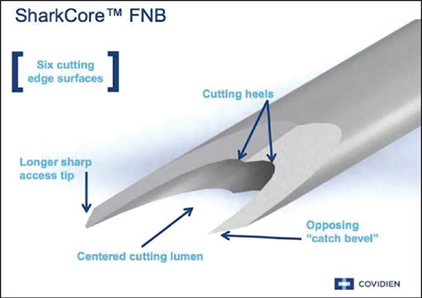 SharkCore™ FNB
Six cutting
edge surfaces
Cutting heels
Longer sharp
access tip
Centered cutting lumen
Opposing
“catch bevel”
COVIDIEN